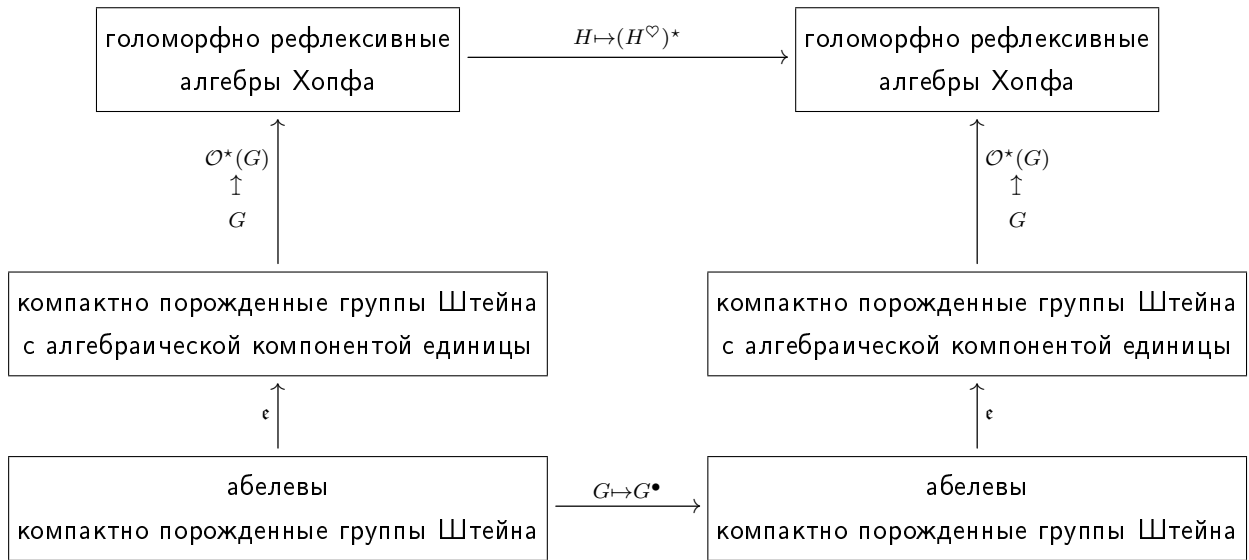 голоморфно рефлексивные
алгебры Хопфа
H↦(H^♡)^⋆
голоморфно рефлексивные
алгебры Хопфа
𝒪^⋆(G)
↥
G
𝒪^⋆(G)
↥
G
компактно порожденные группы Штейна
с алгебраической компонентой единицы
компактно порожденные группы Штейна
с алгебраической компонентой единицы
𝔢
𝔢
абелевы
компактно порожденные группы Штейна
G↦G^•
абелевы
компактно порожденные группы Штейна